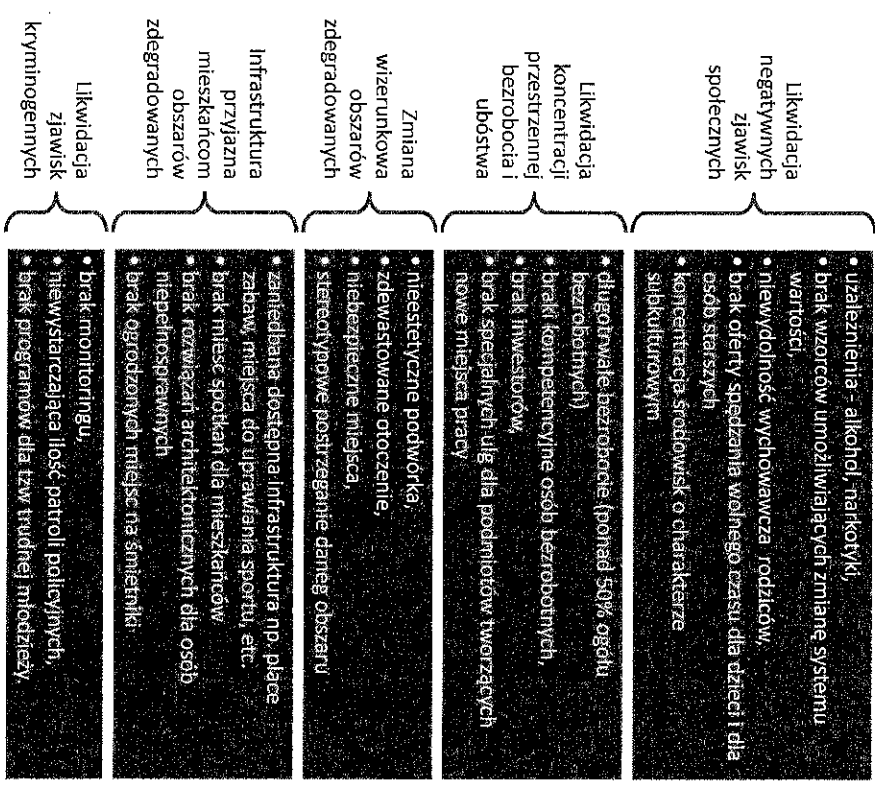 Likwidacja
negatywnych
zjawisk
społecznych
• uzależnienia - alkohol, narkotyki,
• brak wzorców umożliwiających zmianę systemu
wartości,
• niewydolność wychowawcza rodziców,
• brak oferty spędzania wolnego czasu dla dzieci i dla
osób starszych
• koncentracja środowisk o charakterze
subkulturowym
Likwidacja
koncentracji
przestrzennej
bezrobocia i
ubóstwa
• długotrwałe bezrobocie (ponad 50% ogółu
bezrobotnych)
• braki kompetencyjne osób bezrobotnych,
• brak inwestorów,
• brak specjalnych ulg dla podmiotów tworzących
nowe miejsca pracy
Zmiana
wizerunkowa
obszarów
zdegradowanych
• nieestetyczne podwórka,
• zdewastowane otoczenie,
• niebezpieczne miejsca,
• stereotypowe postrzeganie daneg obszaru
Infrastruktura
przyjazna
mieszkańcom
obszarów
zdegradowanych
• zaniedbana dostępna infrastruktura np. place
zabaw, miejsca do uprawiania sportu, etc.
• brak miejsc spotkań dla mieszkańców
• brak rozwiązań architektonicznych dla osób
niepełnosprawnych
• brak ogrodzonych miejsc na śmietniki
Likwidacja
zjawisk
kryminogennych
• brak monitoringu,
• niewystarczająca ilość patroli policyjnych,
• brak programów dla tzw trudnej młodzieży,